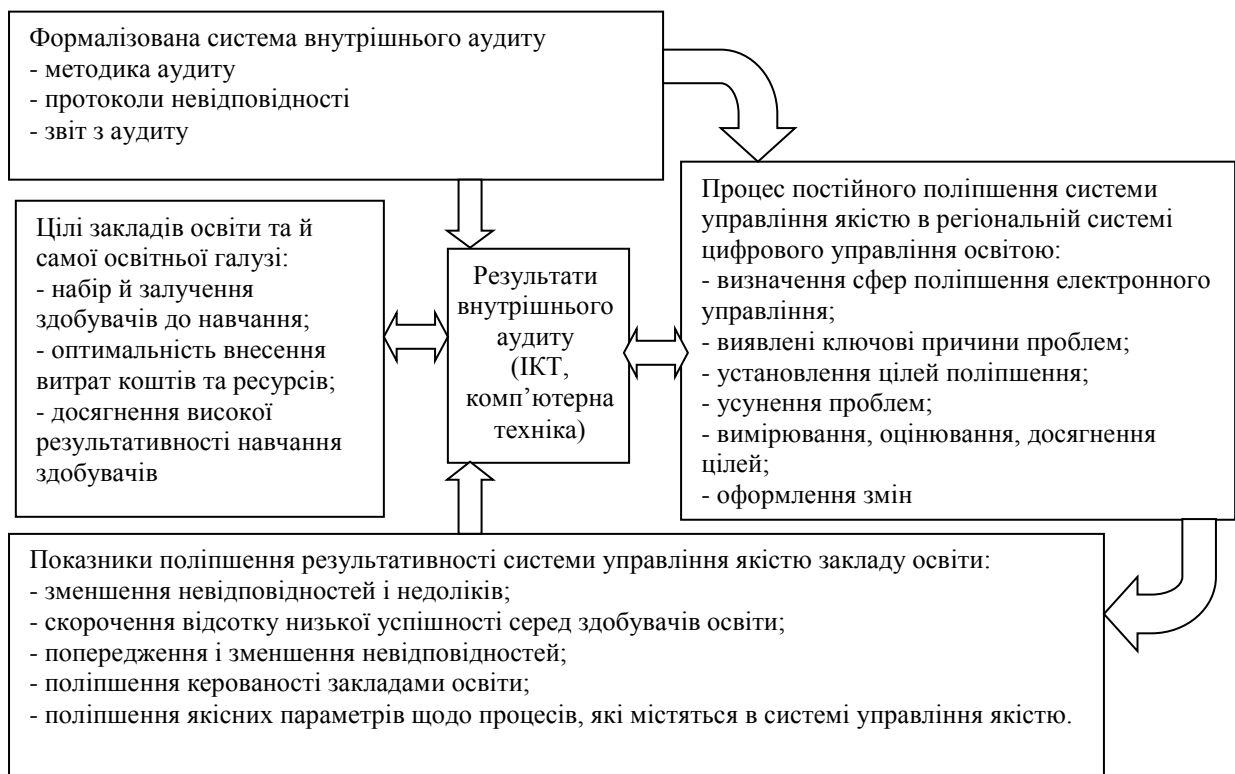 Формалізована система внутрішнього аудиту
- методика аудиту
- протоколи невідповідності
- звіт з аудиту
Цілі закладів освіти та й
самої освітньої галузі:
- набір й залучення
здобувачів до навчання;
- оптимальність внесення
витрат коштів та ресурсів;
- досягнення високої
результативності навчання
здобувачів
Результати
внутрішнього
аудиту
(ІКТ,
комп’ютерна
техніка)
Процес постійного поліпшення системи
управління якістю в регіональній системі
цифрового управління освітою:
- визначення сфер поліпшення електронного
управління;
- виявлені ключові причини проблем;
- установлення цілей поліпшення;
- усунення проблем;
- вимірювання, оцінювання, досягнення
цілей;
- оформлення змін
Показники поліпшення результативності системи управління якістю закладу освіти:
- зменшення невідповідностей і недоліків;
- скорочення відсотку низької успішності серед здобувачів освіти;
- попередження і зменшення невідповідностей;
- поліпшення керованості закладами освіти;
- поліпшення якісних параметрів щодо процесів, які містяться в системі управління якістю.